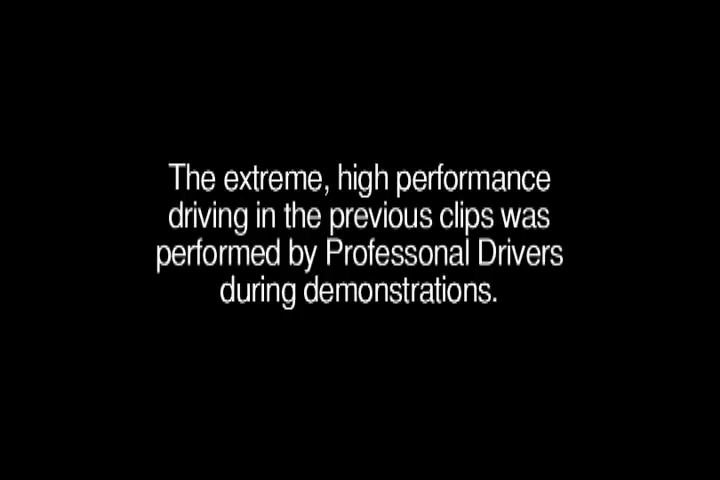 The extreme, high performance
driving in the previous clips was
performed by Professonal Drivers
during demonstrations.